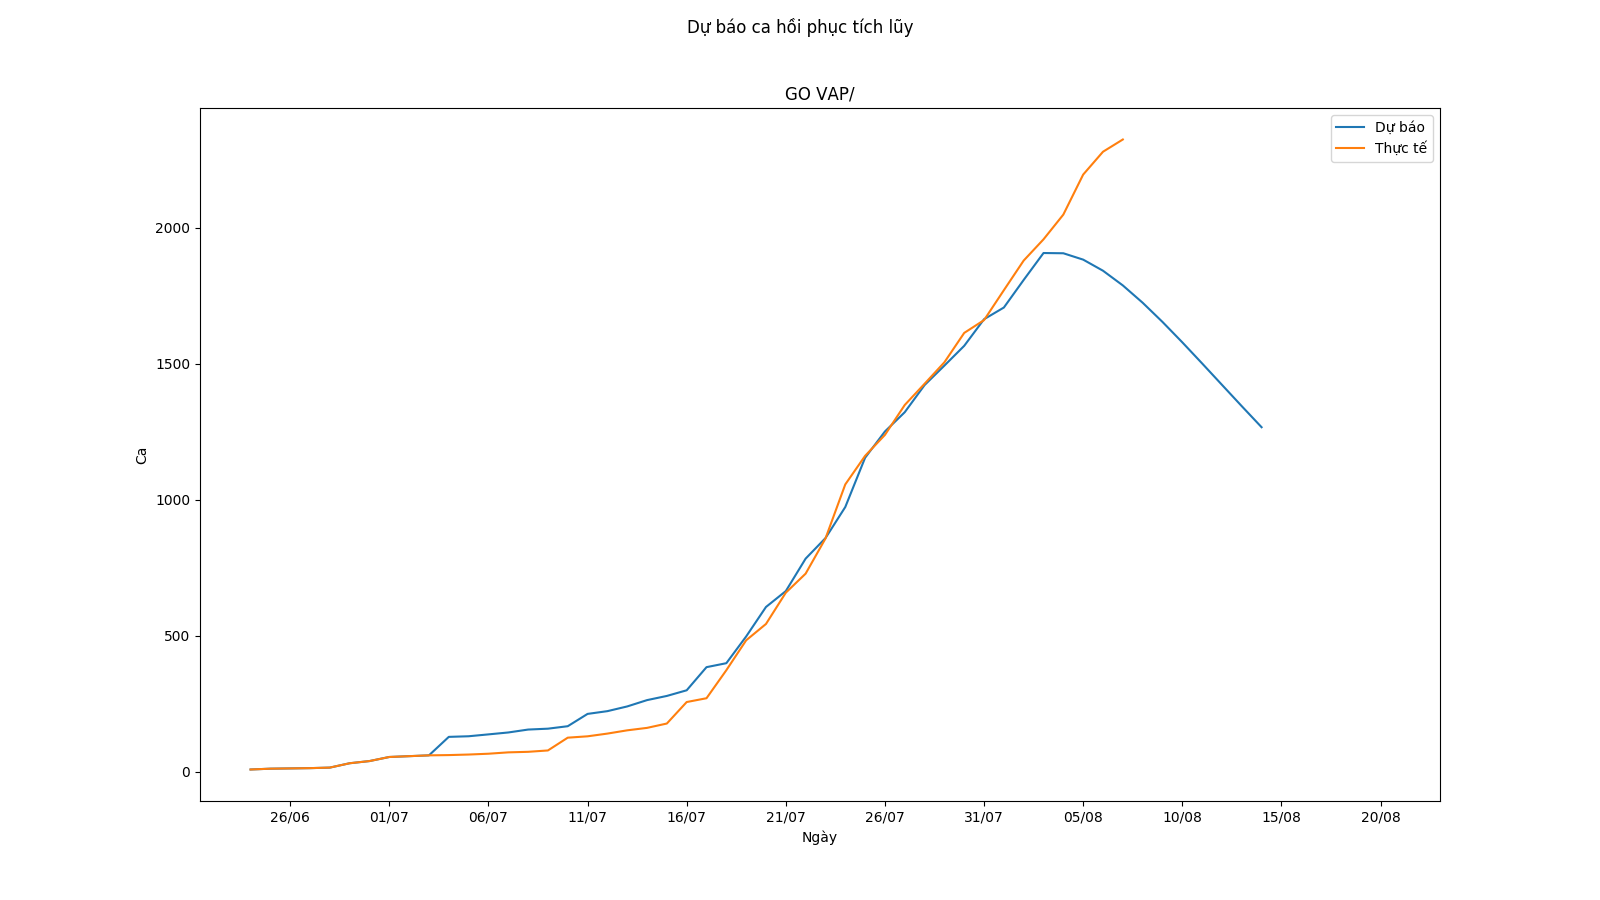 Dự báo ca hồi phục tích lũy
GO VAP/
Dự báo
Thực tế
2000
1500
1000
500
0
Ca
26/06 01/07 06/07 11/07 16/07 21/07 26/07 31/07 05/08 10/08 15/08 20/08
Ngày